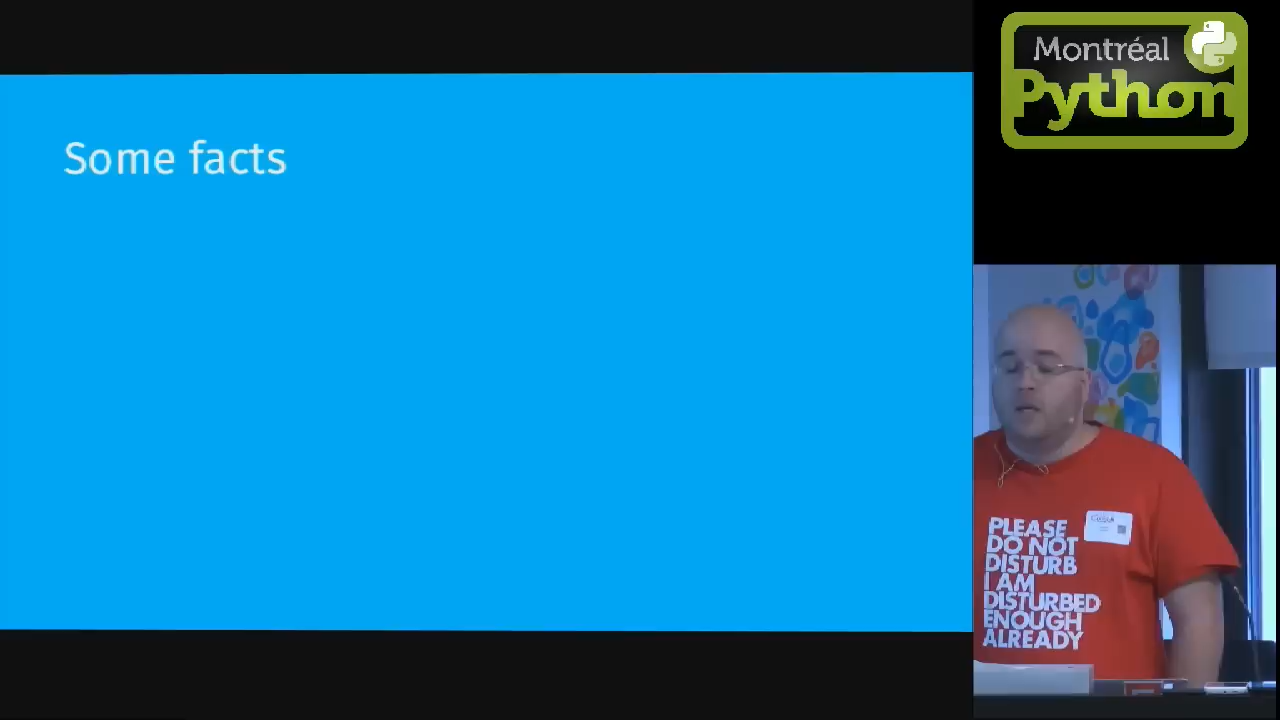 Some facts
Montréal
Python
PLEASE
DO NOT
DISTURB
I AM
DISTURBED
ENOUGH
ALREADY